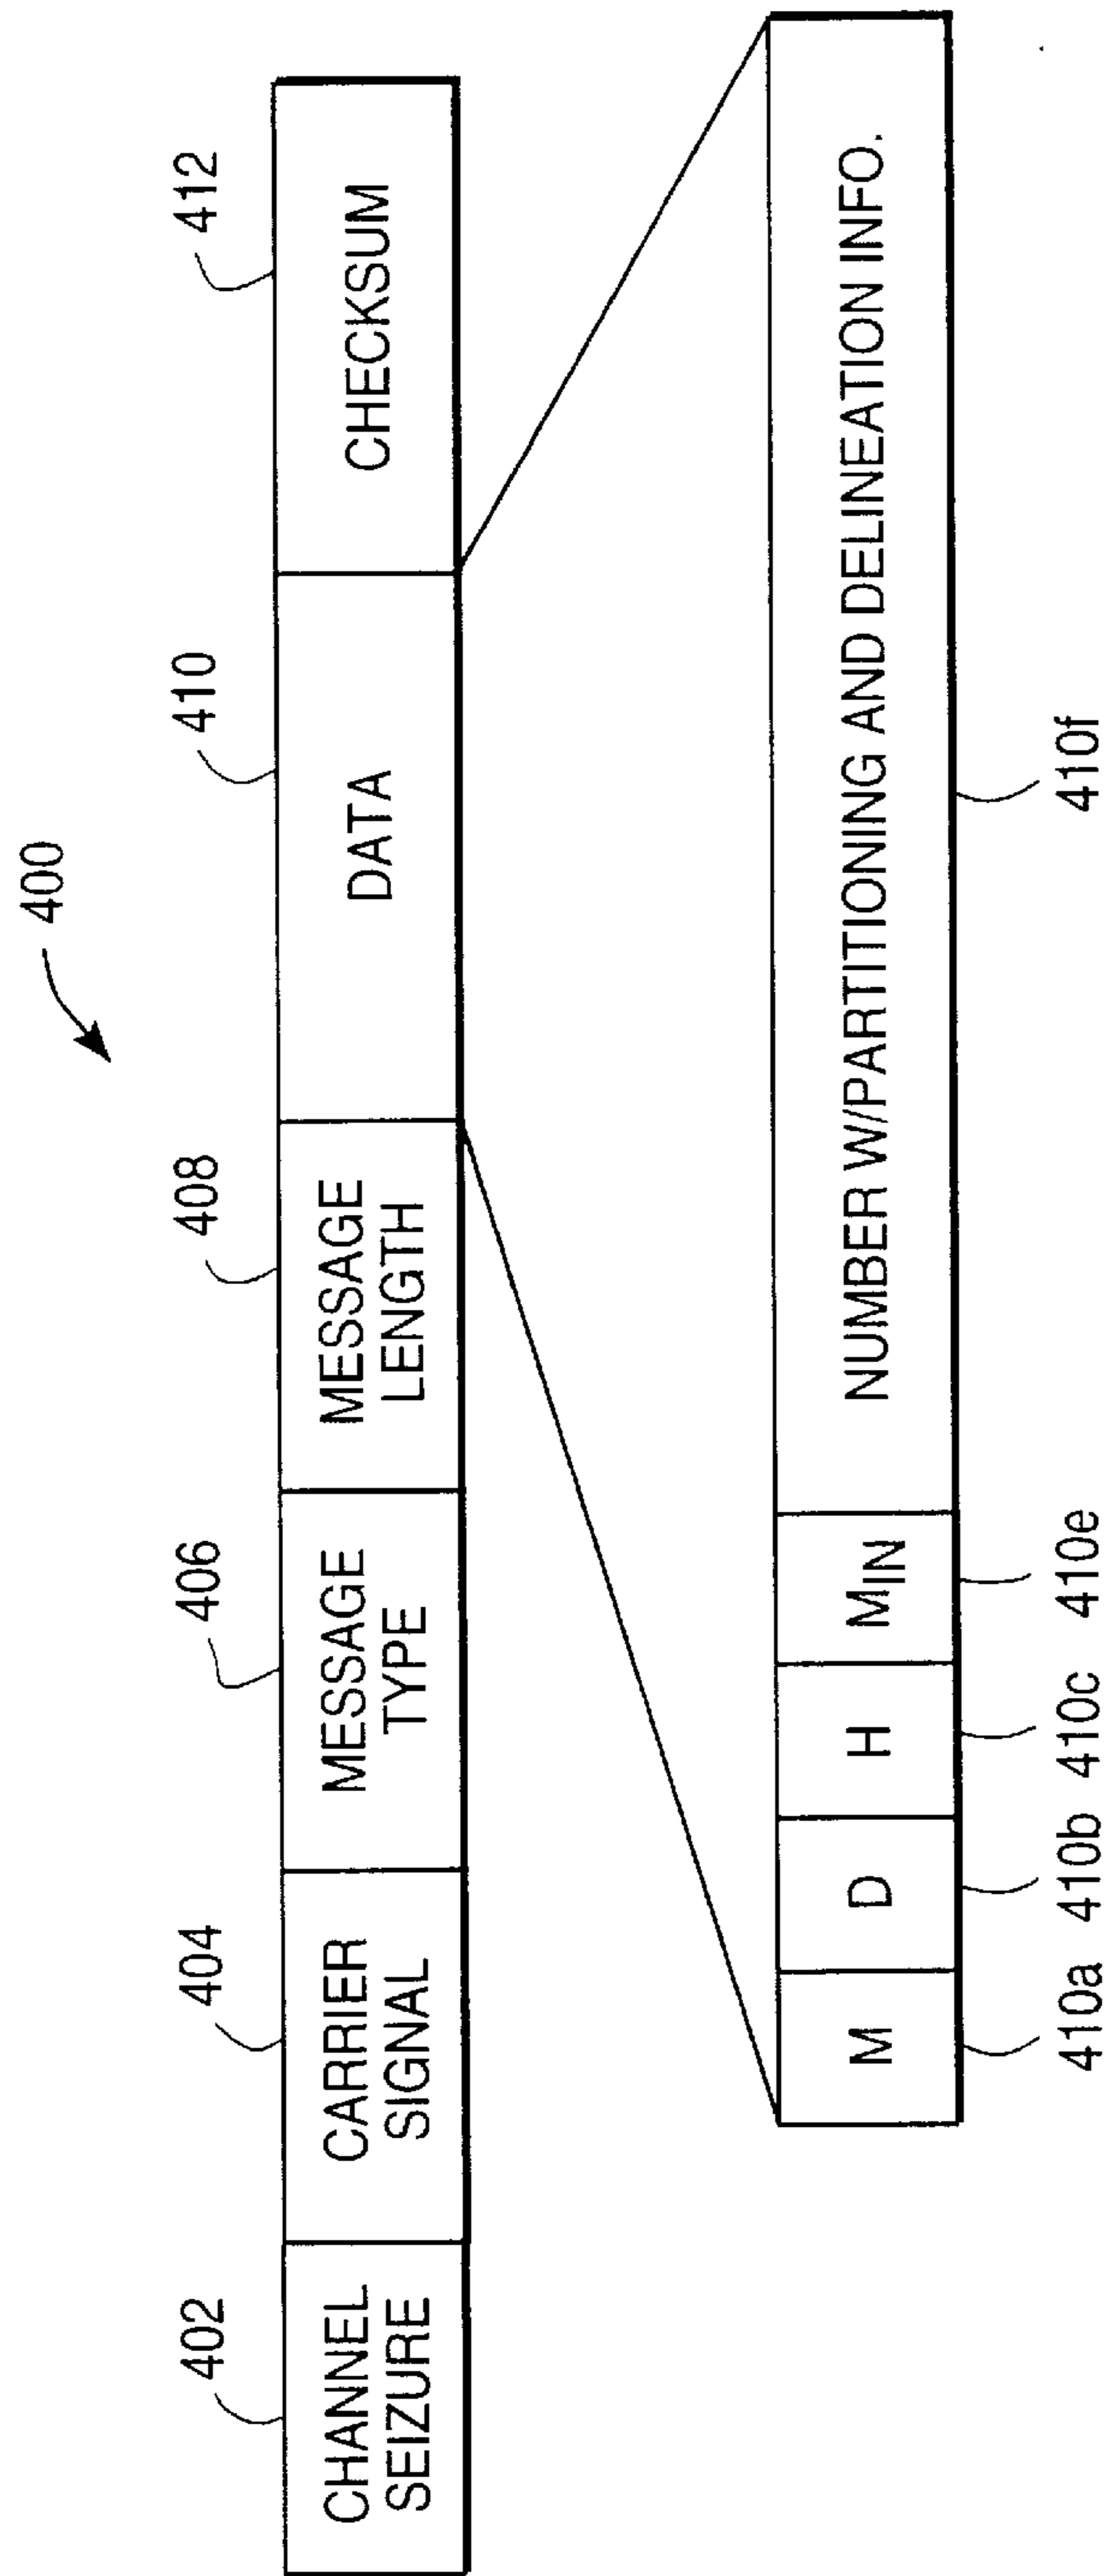 400
402
404
406
408
410
412
CHANNEL
SEIZURE
CARRIER
SIGNAL
MESSAGE
TYPE
MESSAGE
LENGTH
DATA
CHECKSUM
M
D
H
MIN
NUMBER W/PARTITIONING AND DELINEATION INFO.
410a
410b
410c
410e
410f